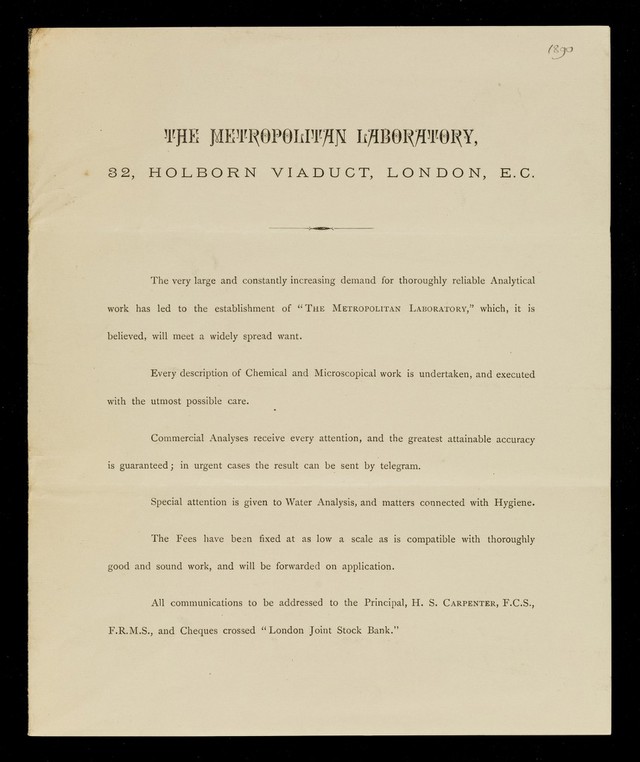 1890
THE METROPOLITAN LABORATORY,
32, HOLBORN VIADUCT, LONDON, E.C.
The very large and constantly increasing demand for thoroughly reliable Analytical
work has led to the establishment of “The Metropolitan Laboratory,” which, it is
believed, will meet a widely spread want.
Every description of Chemical and Microscopical work is undertaken, and executed
with the utmost possible care.
Commercial Analyses receive every attention, and the greatest attainable accuracy
is guaranteed; in urgent cases the result can be sent by telegram.
Special attention is given to Water Analysis, and matters connected with Hygiene.
The Fees have been fixed at as low a scale as is compatible with thoroughly
good and sound work, and will be forwarded on application.
All communications to be addressed to the Principal, H. S. Carpenter, F.C.S.,
F.R.M.S., and Cheques crossed “London Joint Stock Bank.”